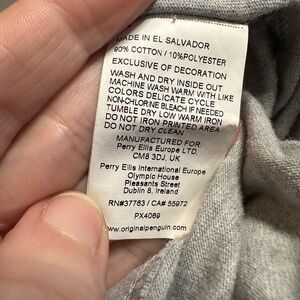 MADE IN EL SALVADOR
90% COTTON / 10%POLYESTER
EXCLUSIVE OF DECORATION
WASH AND DRY INSIDE OUT
MACHINE WASH WARM WITH LIKE
COLORS DELICATE CYCLE
NON-CHLORINE BLEACH IF NEEDED
TUMBLE DRY LOW WARM IRON
DO NOT IRON PRINTED AREA
DO NOT DRY CLEAN
MANUFACTURED FOR:
Perry Ellis Europe LTD.
CM8 3DJ, UK
Perry Ellis International Europe
Olympic House
Pleasants Street
Dublin 8, Ireland
RN#37763 / CA# 55972
PX4069
www.originalpenguin.com